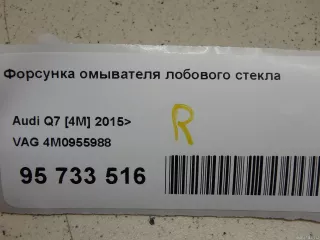 Форсунка омывателя лобового стекла
Audi Q7 [4M] 2015>
R
VAG 4M0955988
95 733 516